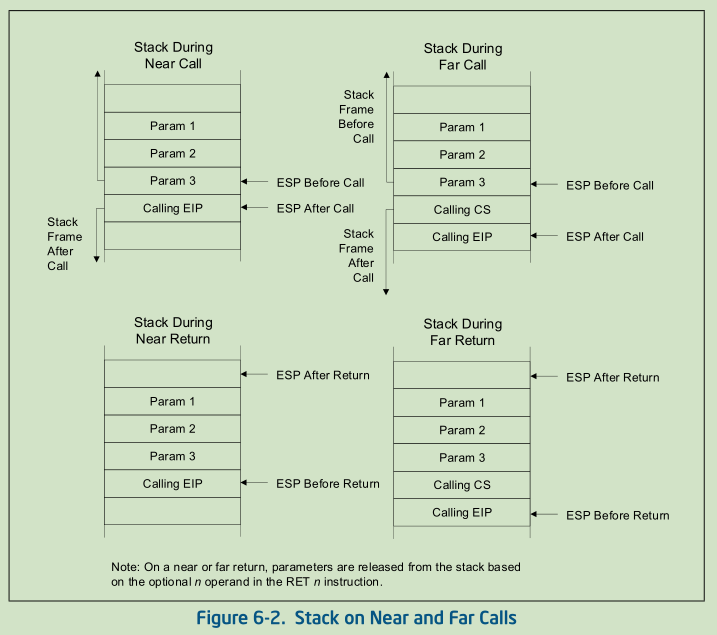 Stack During
Near Call
Param 1
Param 2
Param 3
Calling EIP
ESP Before Call
ESP After Call
Stack
Frame
After
Call
Stack During
Far Call
Stack
Frame
Before
Call
Param 1
Param 2
Param 3
Calling CS
Calling EIP
ESP Before Call
ESP After Call
Stack
Frame
After
Call
Stack During
Near Return
ESP After Return
Param 1
Param 2
Param 3
Calling EIP
ESP Before Return
Stack During
Far Return
ESP After Return
Param 1
Param 2
Param 3
Calling CS
Calling EIP
ESP Before Return
Note: On a near or far return, parameters are released from the stack based
on the optional n operand in the RET n instruction.
Figure 6-2. Stack on Near and Far Calls